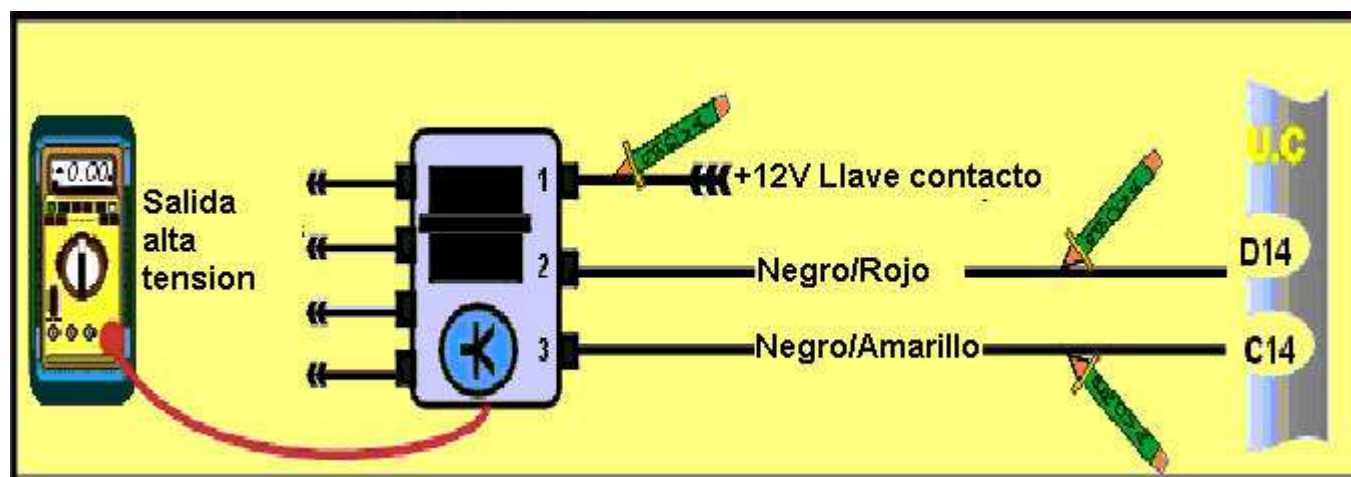 -0.00
Salida
alta
tension
1
+12V Llave contacto
2
Negro/Rojo
3
Negro/Amarillo
U.C
D14
C14